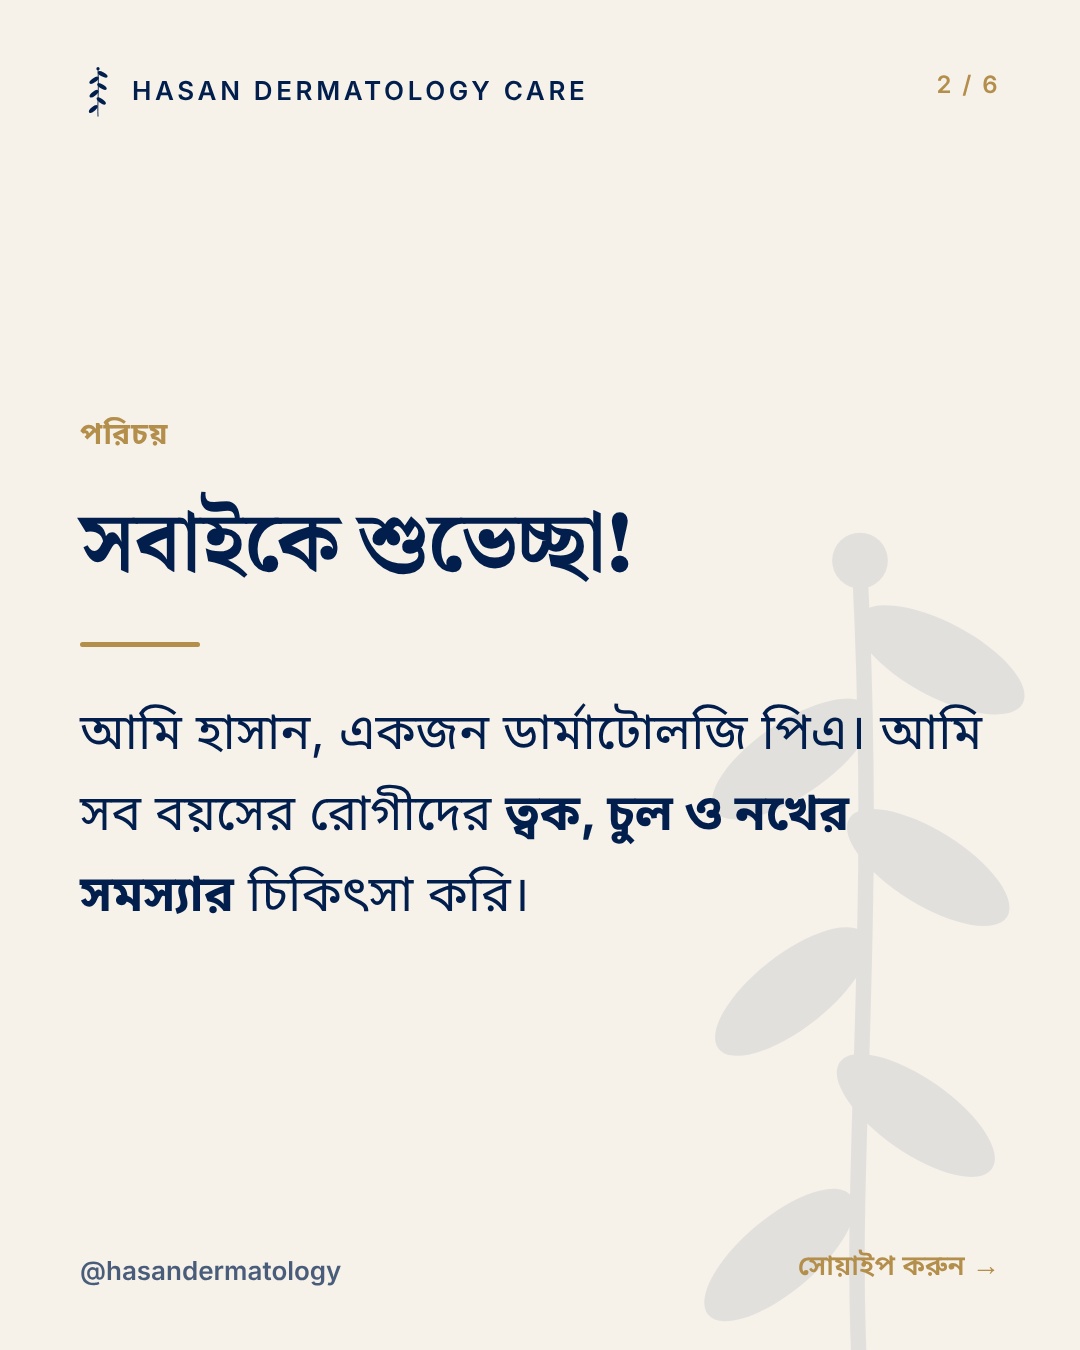 HASAN DERMATOLOGY CARE
2 / 6
পরিচয়
সবাইকে শুভেচ্ছা!
আমি হাসান, একজন ডার্মাটোলজি পিএ। আমি
সব বয়সের রোগীদের ত্বক, চুল ও নখের
সমস্যার চিকিৎসা করি।
@hasandermatology
সোয়াইপ করুন →